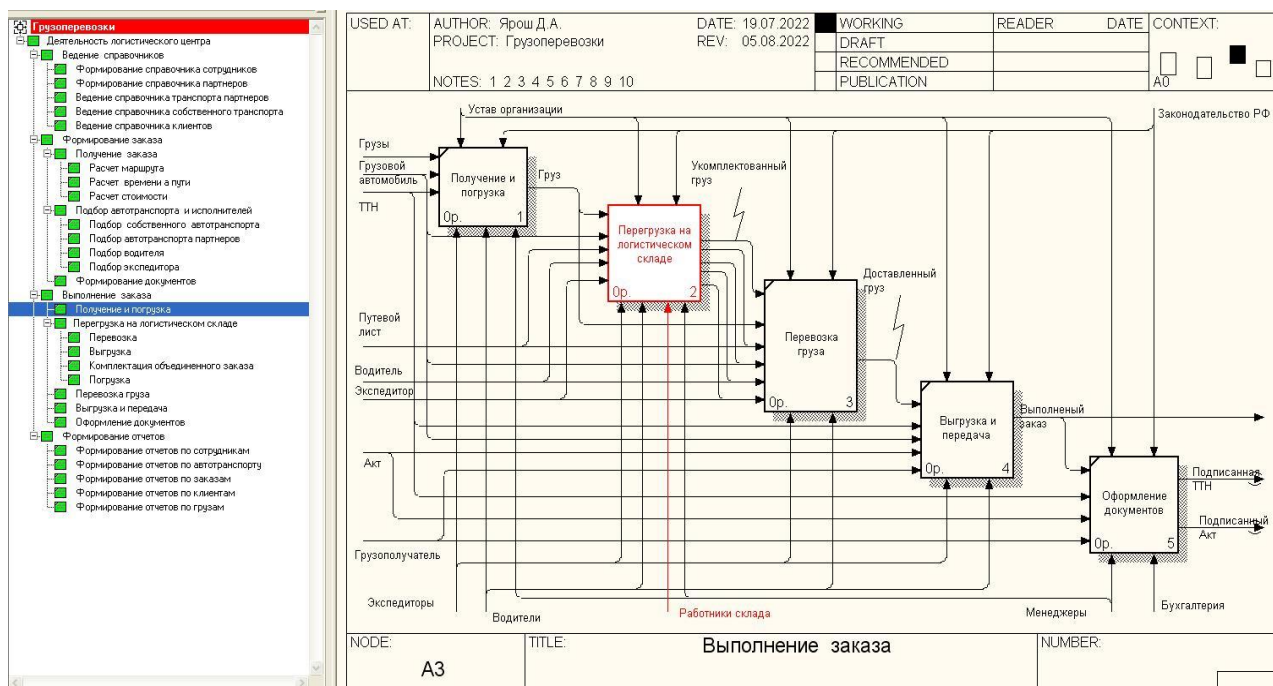 Грузоперевозки
Деятельность логистического центра
Ведение справочников
Формирование справочника сотрудников
Формирование справочника партнеров
Ведение справочника транспорта партнеров
Ведение справочника собственного транспорта
Ведение справочника клиентов
Формирование заказа
Получение заказа
Расчет маршрута
Расчет времени а пути
Расчет стоимости
Подбор автотранспорта и исполнителей
Подбор собственного автотранспорта
Подбор автотранспорта партнеров
Подбор водителя
Подбор экспедитора
Формирование документов
Выполнение заказа
Получение и погрузка
Перегрузка на логистическом складе
Перевозка
Выгрузка
Комплектация объединенного заказа
Погрузка
Перевозка груза
Выгрузка и передача
Оформление документов
Формирование отчетов
Формирование отчетов по сотрудникам
Формирование отчетов по автотранспорту
Формирование отчетов по заказам
Формирование отчетов по клиентам
Формирование отчетов по грузам
USED AT:
AUTHOR: Ярош Д.А.
DATE: 19.07.2022
PROJECT: Грузоперевозки
REV: 05.08.2022
NOTES: 1 2 3 4 5 6 7 8 9 10
WORKING
DRAFT
RECOMMENDED
PUBLICATION
READER
DATE
CONTEXT:
A0
Устав организации
Законодательство РФ
Грузы
Грузовой
автомобиль
ТТН
Получение и
погрузка
0р.
1
Груз
Укомплектованный
груз
Перегрузка на
логистическом
складе
0р.
2
Доставленный
груз
Путевой
лист
Перевозка
груза
0р.
3
Водитель
Экспедитор
Выгрузка и
передача
0р.
4
Выполненый
заказ
Акт
Оформление
документов
0р.
5
Подписанная
ТТН
Подписанный
Акт
Грузополучатель
Экспедиторы
Водители
Работники склада
Менеджеры
Бухгалтерия
NODE:
A3
TITLE:
Выполнение заказа
NUMBER: